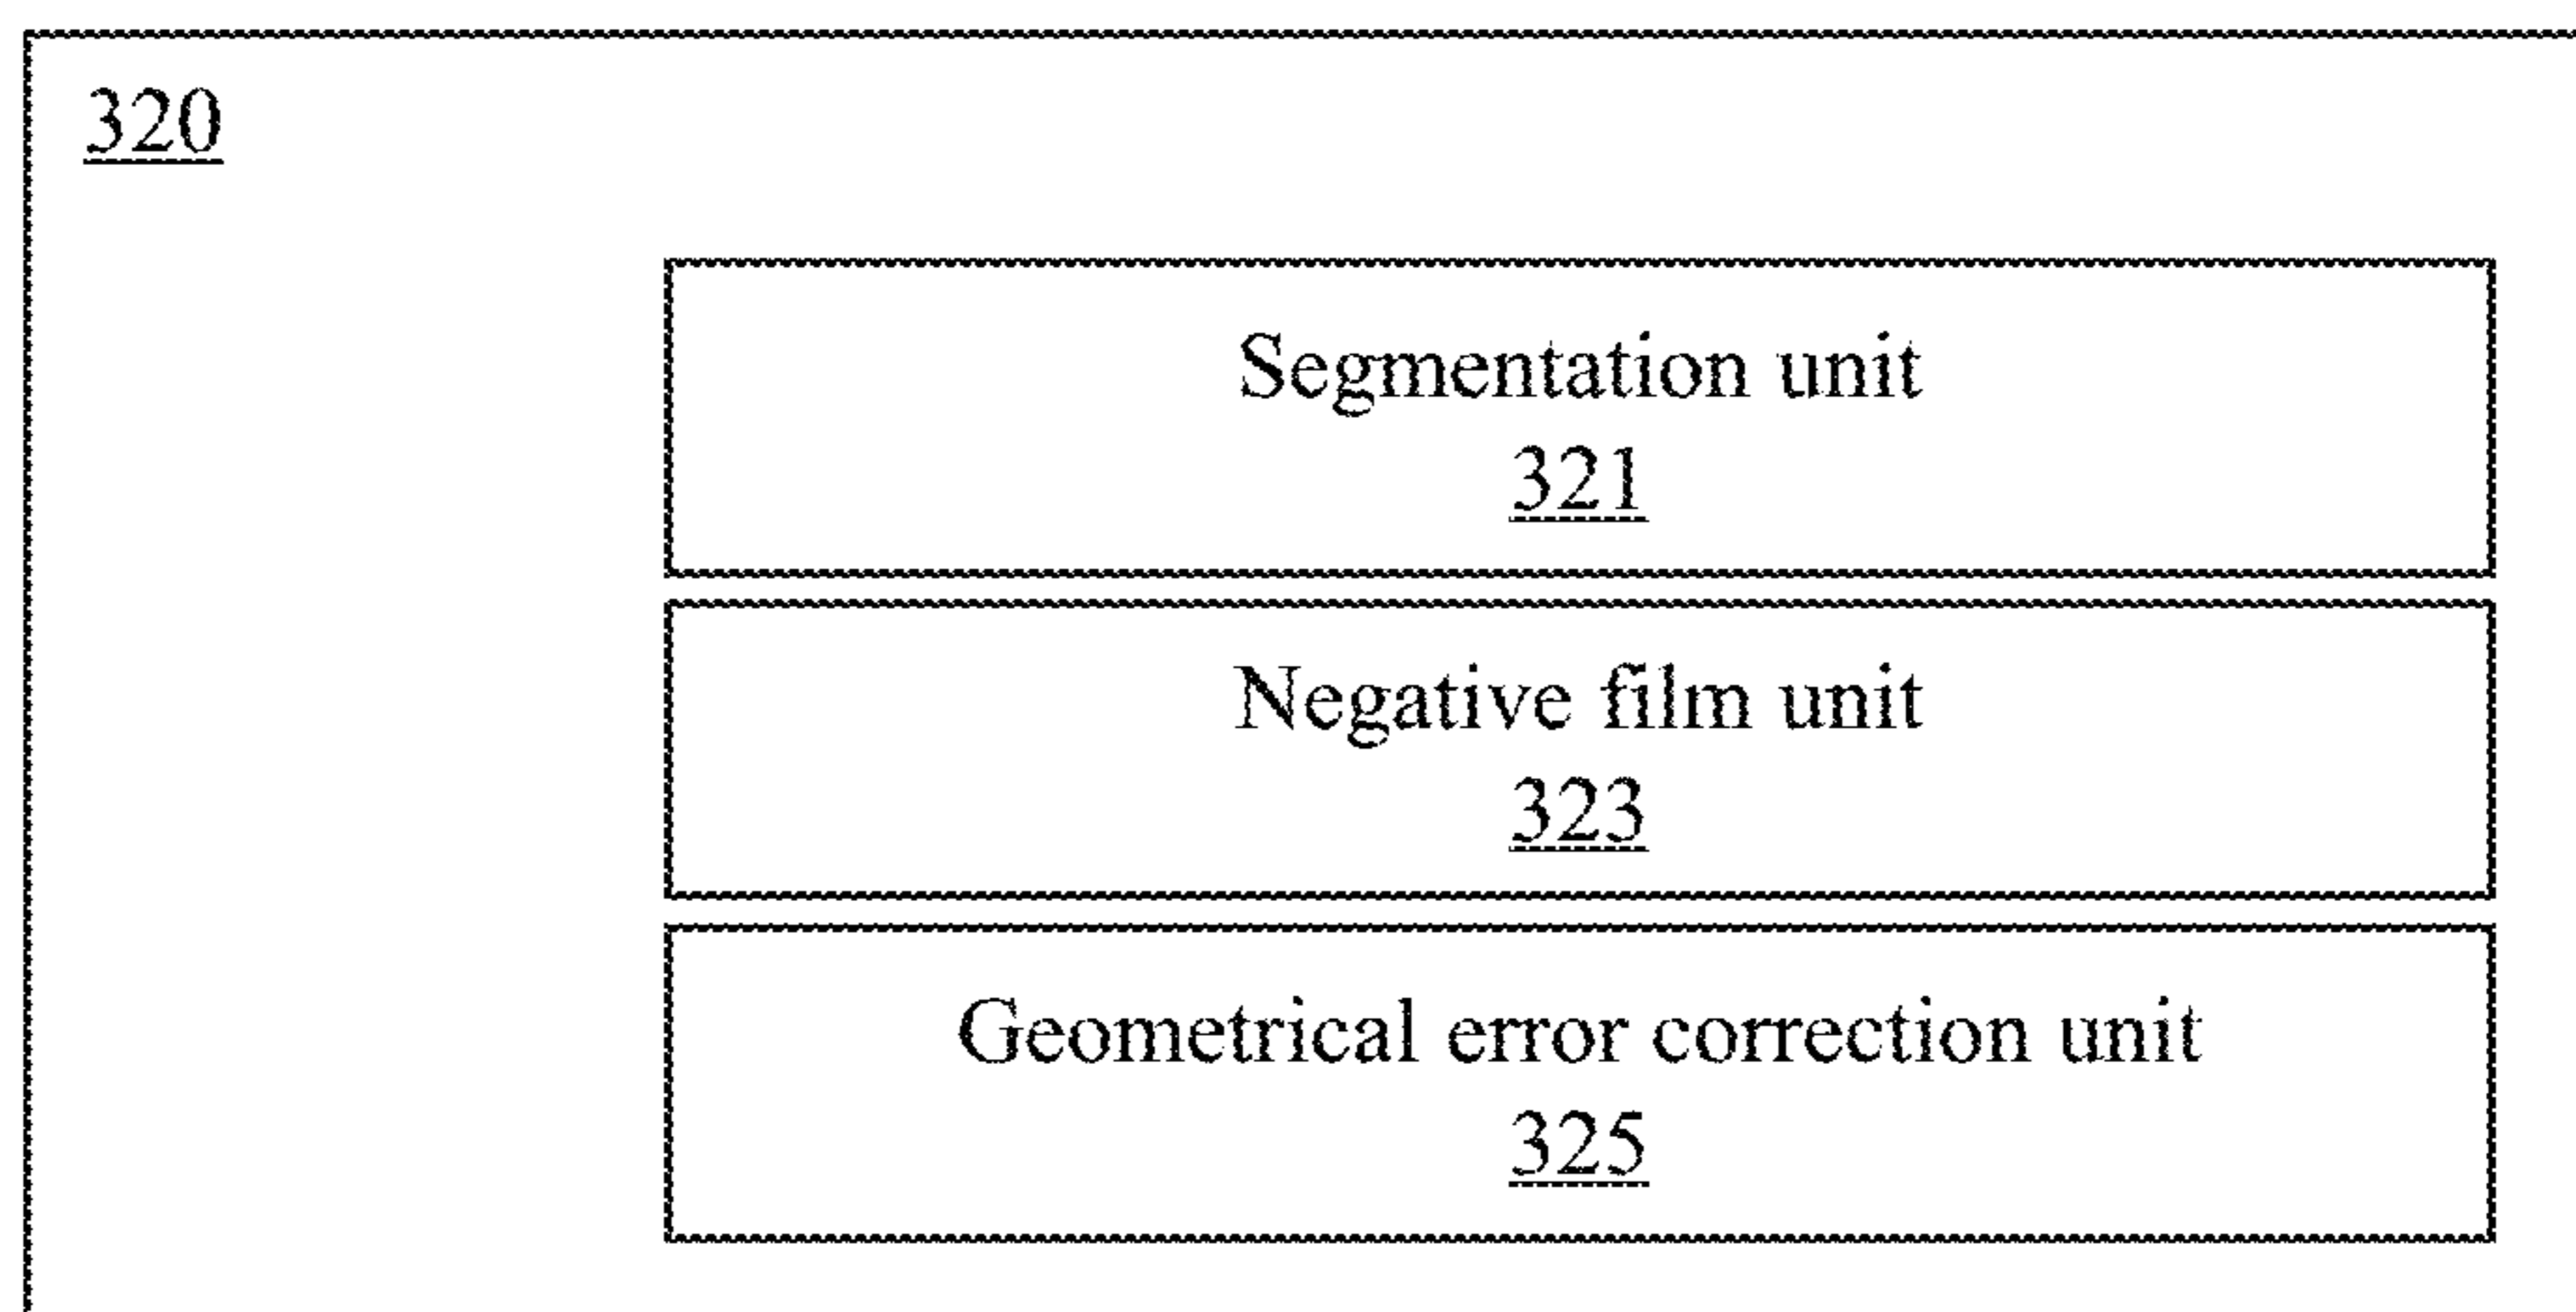 320
Segmentation unit
321
Negative film unit
323
Geometrical error correction unit
325